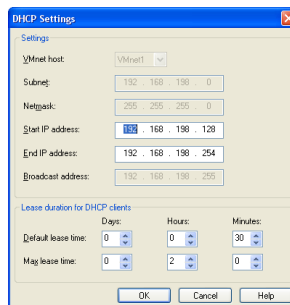 DHCP Settings
Settings
VMnet host: VMnet1
Subnet: 192 . 168 . 198 . 0
Netmask: 255 . 255 . 255 . 0
Start IP address: 192 . 168 . 198 . 128
End IP address: 192 . 168 . 198 . 254
Broadcast address: 192 . 168 . 198 . 255
Lease duration for DHCP clients
Days: Hours: Minutes:
Default lease time: 0 0 30
Max lease time: 0 2 0
OK Cancel Help